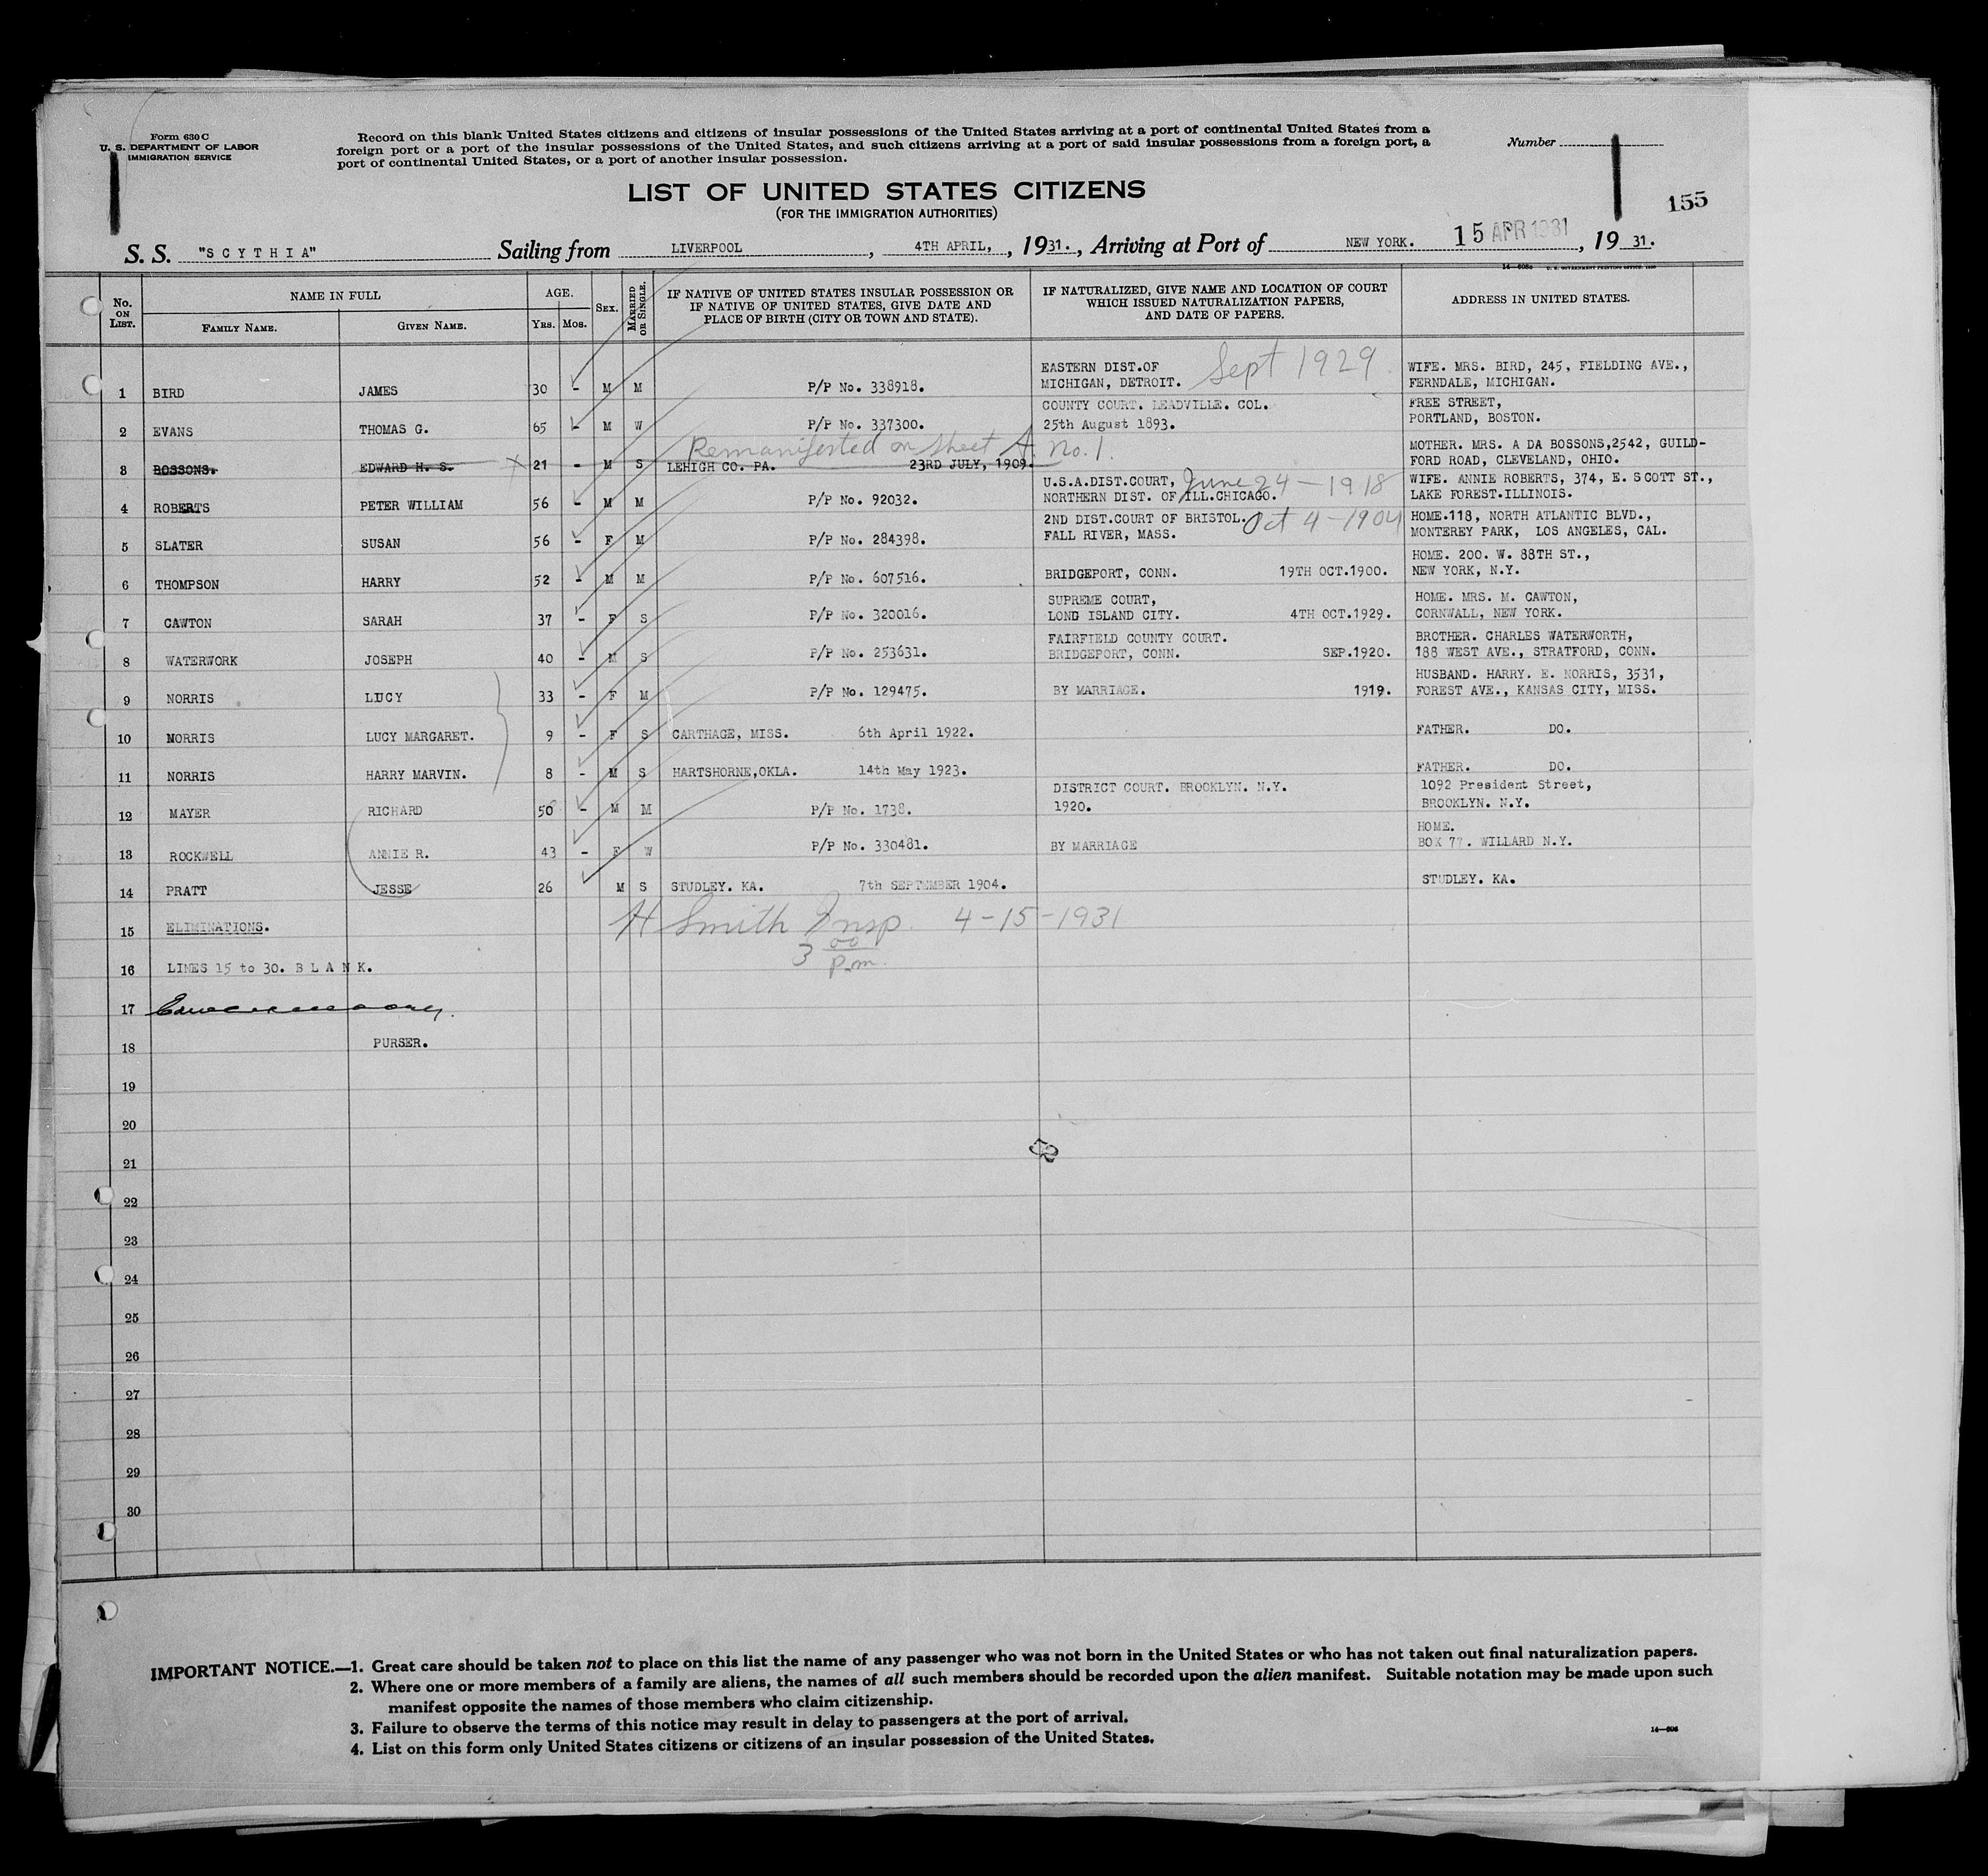 Form 630 C
U. S. DEPARTMENT OF LABOR
IMMIGRATION SERVICE
Record on this blank United States citizens and citizens of insular possessions of the United States arriving at a port of continental United States from a
foreign port or a port of the insular possessions of the United States, and such citizens arriving at a port of said insular possessions from a foreign port, a
port of continental United States, or a port of another insular possession.
Number
155
LIST OF UNITED STATES CITIZENS
(FOR THE IMMIGRATION AUTHORITIES)
S. S. "SCYTHIA" Sailing from LIVERPOOL, 4TH APRIL, , 1931., Arriving at Port of NEW YORK. 15 APR 1931, 19 31.
No. ON LIST. NAME IN FULL AGE. SEX. MARRIED OR SINGLE. IF NATIVE OF UNITED STATES INSULAR POSSESSION OR IF NATIVE OF UNITED STATES, GIVE DATE AND PLACE OF BIRTH (CITY OR TOWN AND STATE). IF NATURALIZED, GIVE NAME AND LOCATION OF COURT WHICH ISSUED NATURALIZATION PAPERS, AND DATE OF PAPERS. ADDRESS IN UNITED STATES.
FAMILY NAME. GIVEN NAME. YRS. MOS.
EASTERN DIST.OF Sept 1929 WIFE. MRS. BIRD, 245, FIELDING AVE.,
1 BIRD JAMES 30 - M M P/P No. 338918. MICHIGAN, DETROIT. FERNDALE, MICHIGAN.
COUNTY COURT. LEADVILLE. COL. FREE STREET,
2 EVANS THOMAS G. 65 - M W P/P No. 337300. 25th August 1893. PORTLAND, BOSTON.
Remanifested on sheet A. No. 1. MOTHER. MRS. A DA BOSSONS,2542, GUILD-
3 BOSSONS. EDWARD H. S. X 21 - M S LEHIGH CO. PA. 23RD JULY, 1909. FORD ROAD, CLEVELAND, OHIO.
U.S.A.DIST.COURT, June 24-1918 WIFE. ANNIE ROBERTS, 374, E. SCOTT ST.,
4 ROBERTS PETER WILLIAM 56 - M M P/P No. 92032. NORTHERN DIST. OF ILL.CHICAGO. LAKE FOREST.ILLINOIS.
2ND DIST.COURT OF BRISTOL. Oct 4-1904 HOME.118, NORTH ATLANTIC BLVD.,
5 SLATER SUSAN 56 - F M P/P No. 284398. FALL RIVER, MASS. MONTEREY PARK, LOS ANGELES, CAL.
HOME. 200. W. 88TH ST.,
6 THOMPSON HARRY 52 - M M P/P No. 607516. BRIDGEPORT, CONN. 19TH OCT.1900. NEW YORK, N.Y.
SUPREME COURT, HOME. MRS. M. CAWTON,
7 CAWTON SARAH 37 - F S P/P No. 320016. LONG ISLAND CITY. 4TH OCT.1929. CORNWALL, NEW YORK.
FAIRFIELD COUNTY COURT. BROTHER. CHARLES WATERWORTH,
8 WATERWORK JOSEPH 40 - M S P/P No. 253631. BRIDGEPORT, CONN. SEP.1920. 188 WEST AVE., STRATFORD, CONN.
HUSBAND. HARRY. E. NORRIS, 3531,
9 NORRIS LUCY 33 - F M P/P No. 129475. BY MARRIAGE. 1919. FOREST AVE., KANSAS CITY, MISS.
10 NORRIS LUCY MARGARET. 9 - F S CARTHAGE, MISS. 6th April 1922. FATHER. DO.
11 NORRIS HARRY MARVIN. 8 - M S HARTSHORNE,OKLA. 14th May 1923. FATHER. DO.
DISTRICT COURT. BROOKLYN. N.Y. 1092 President Street,
12 MAYER RICHARD 50 - M M P/P No. 1738. 1920. BROOKLYN. N.Y.
HOME.
13 ROCKWELL ANNIE R. 43 - F W P/P No. 330481. BY MARRIAGE BOX 77. WILLARD N.Y.
14 PRATT JESSE 26 M S STUDLEY. KA. 7th SEPTEMBER 1904. STUDLEY. KA.
15 ELIMINATIONS. H Smith Insp. 4-15-1931
3 00 p.m.
16 LINES 15 to 30. B L A N K.
17
18 PURSER.
19
20
21
22
23
24
25
26
27
28
29
30
IMPORTANT NOTICE.—1. Great care should be taken not to place on this list the name of any passenger who was not born in the United States or who has not taken out final naturalization papers.
2. Where one or more members of a family are aliens, the names of all such members should be recorded upon the alien manifest. Suitable notation may be made upon such
manifest opposite the names of those members who claim citizenship.
3. Failure to observe the terms of this notice may result in delay to passengers at the port of arrival.
4. List on this form only United States citizens or citizens of an insular possession of the United States.